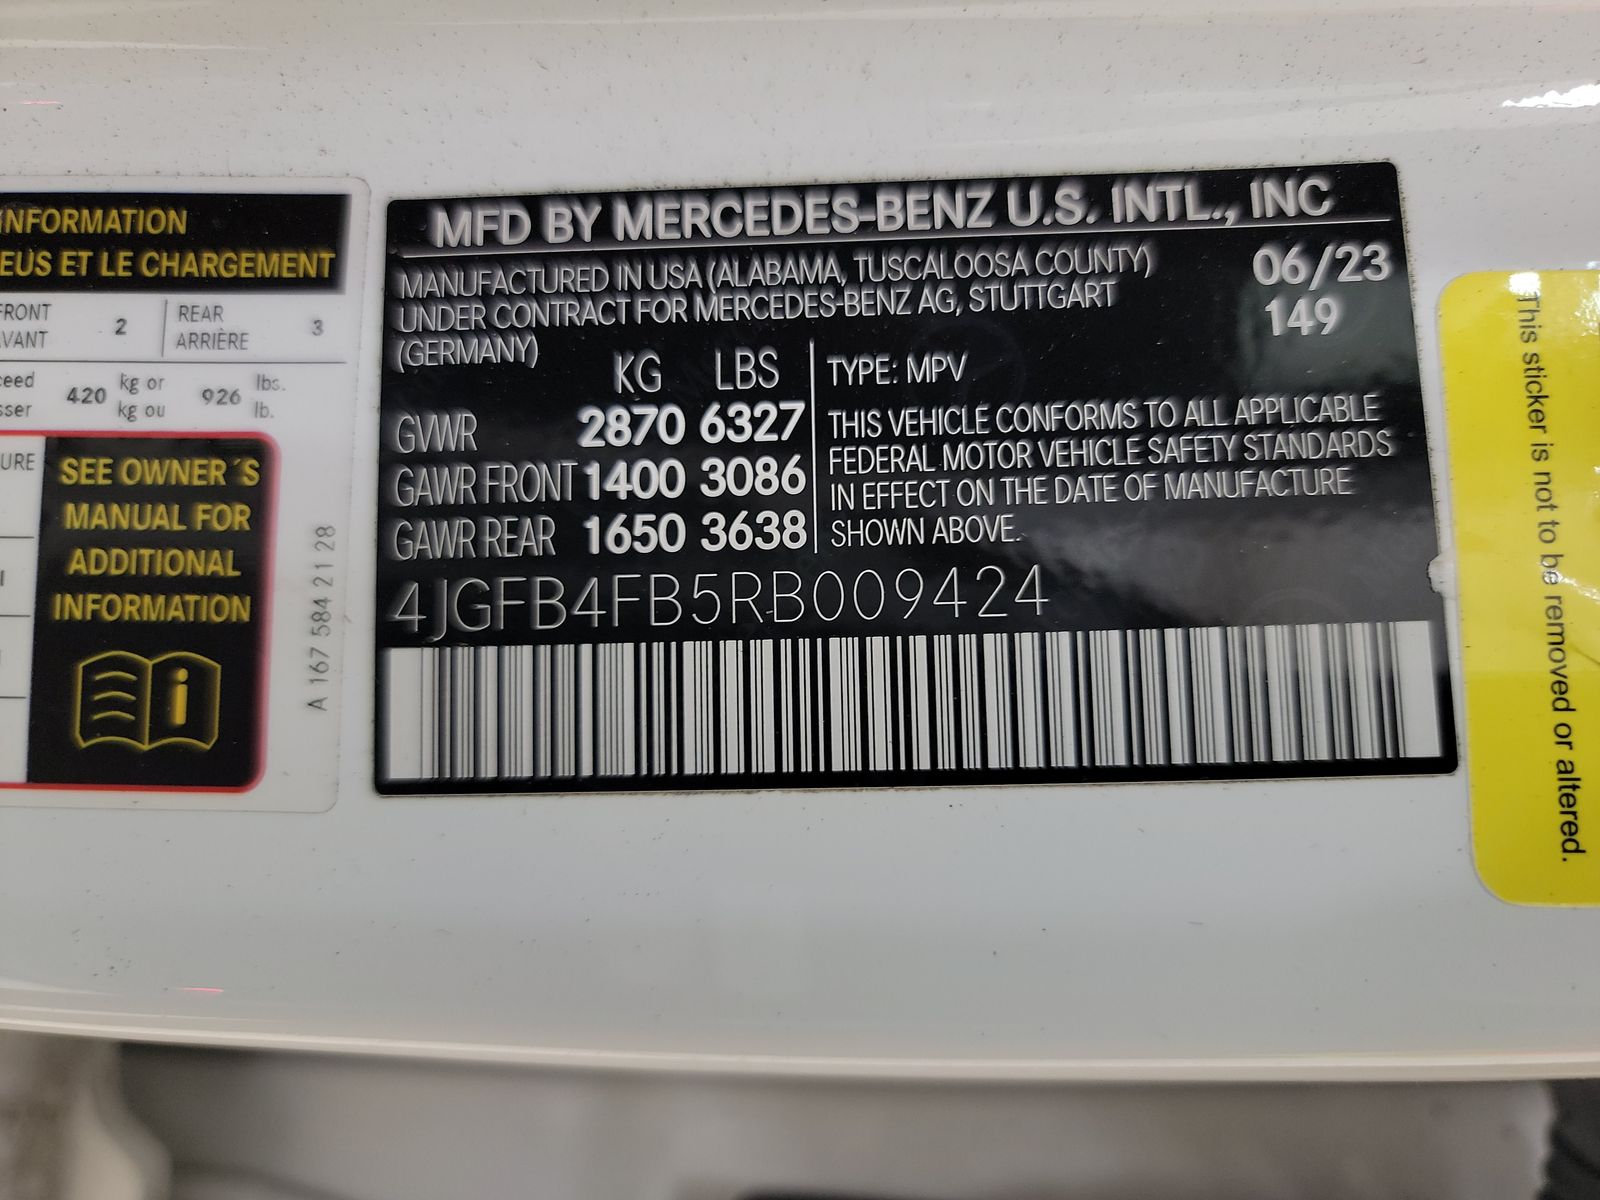 INFORMATION
EUS ET LE CHARGEMENT
FRONT 2 REAR 3
VANT ARRIÈRE
ceed 420 kg or 926 lbs.
sser kg ou lb.
URE
SEE OWNER´S
MANUAL FOR
ADDITIONAL
INFORMATION
i
A 167 584 21 28
MFD BY MERCEDES-BENZ U.S. INTL., INC
MANUFACTURED IN USA (ALABAMA, TUSCALOOSA COUNTY) 06/23
UNDER CONTRACT FOR MERCEDES-BENZ AG, STUTTGART 149
(GERMANY)
KG LBS
GVWR 2870 6327
GAWR FRONT 1400 3086
GAWR REAR 1650 3638
TYPE: MPV
THIS VEHICLE CONFORMS TO ALL APPLICABLE
FEDERAL MOTOR VEHICLE SAFETY STANDARDS
IN EFFECT ON THE DATE OF MANUFACTURE
SHOWN ABOVE.
4JGFB4FB5RB009424
This sticker is not to be removed or altered.